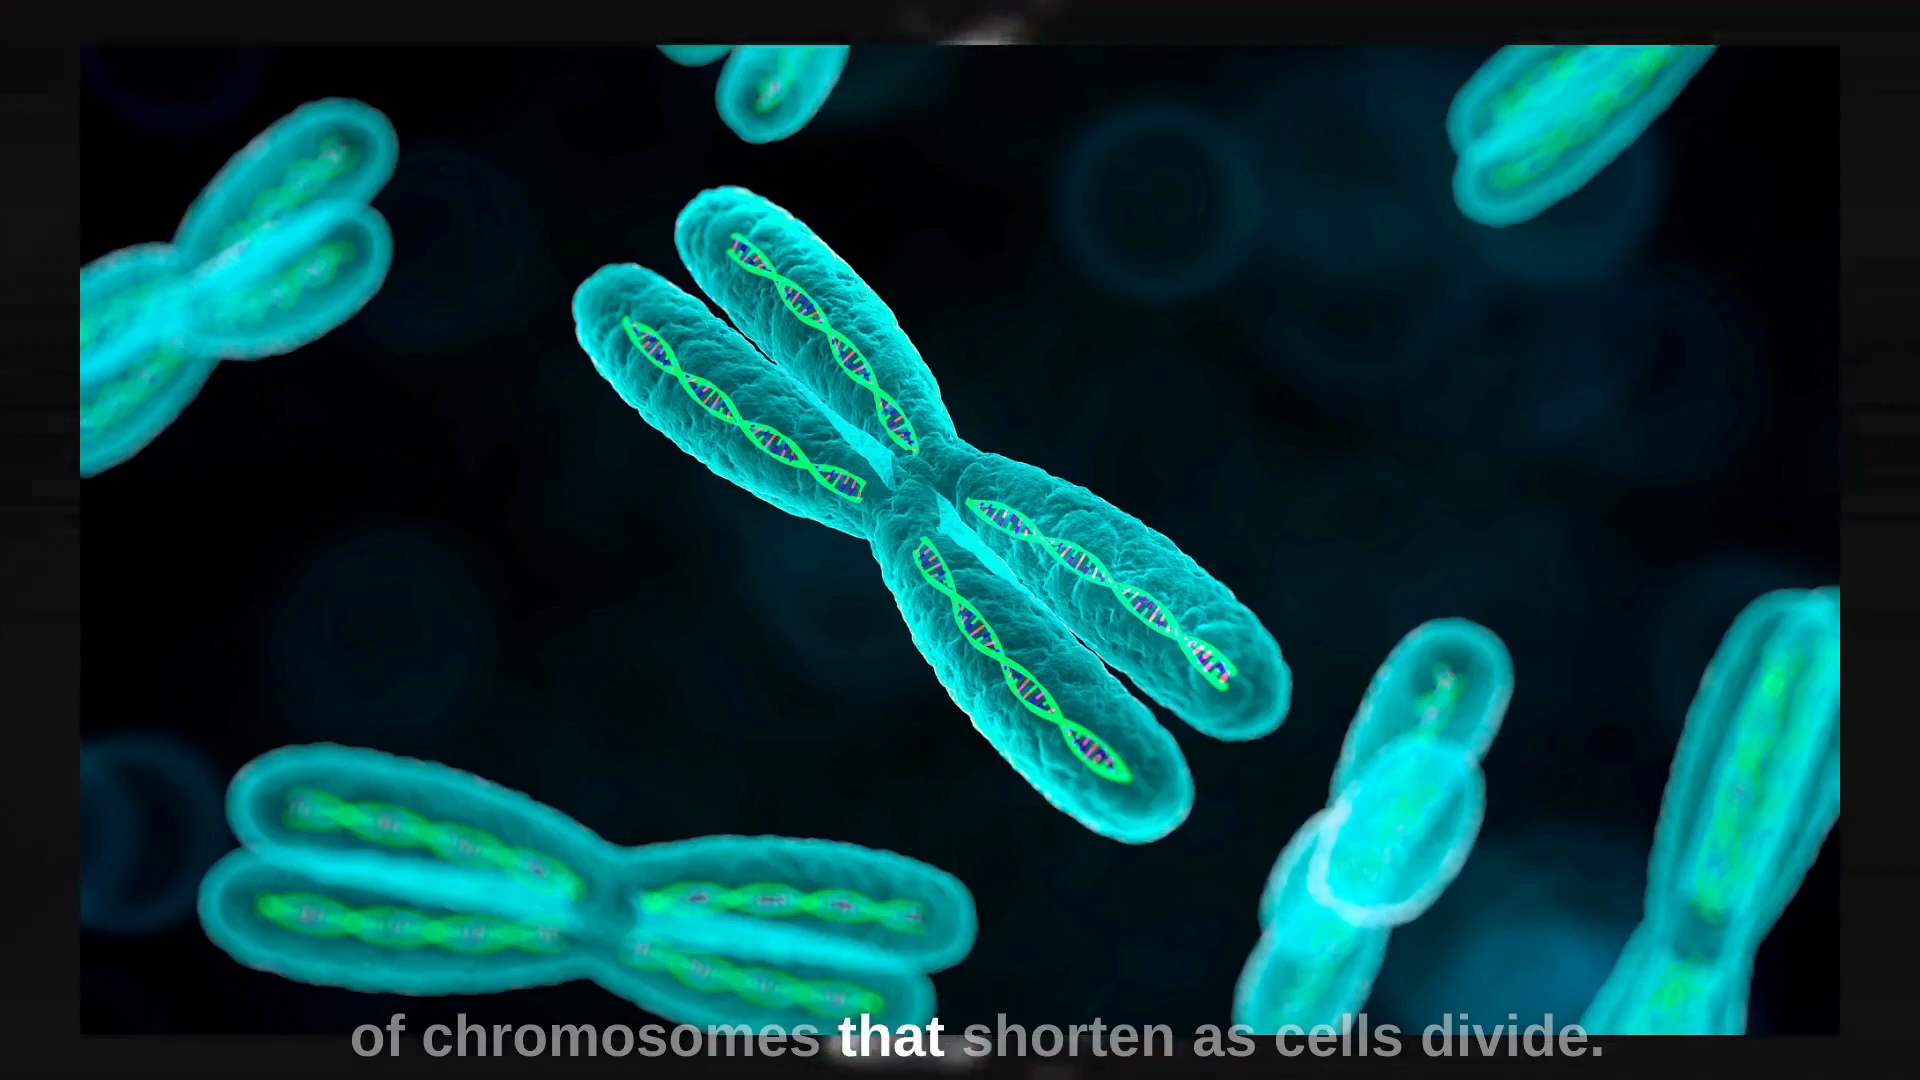 of chromosomes that shorten as cells divide.